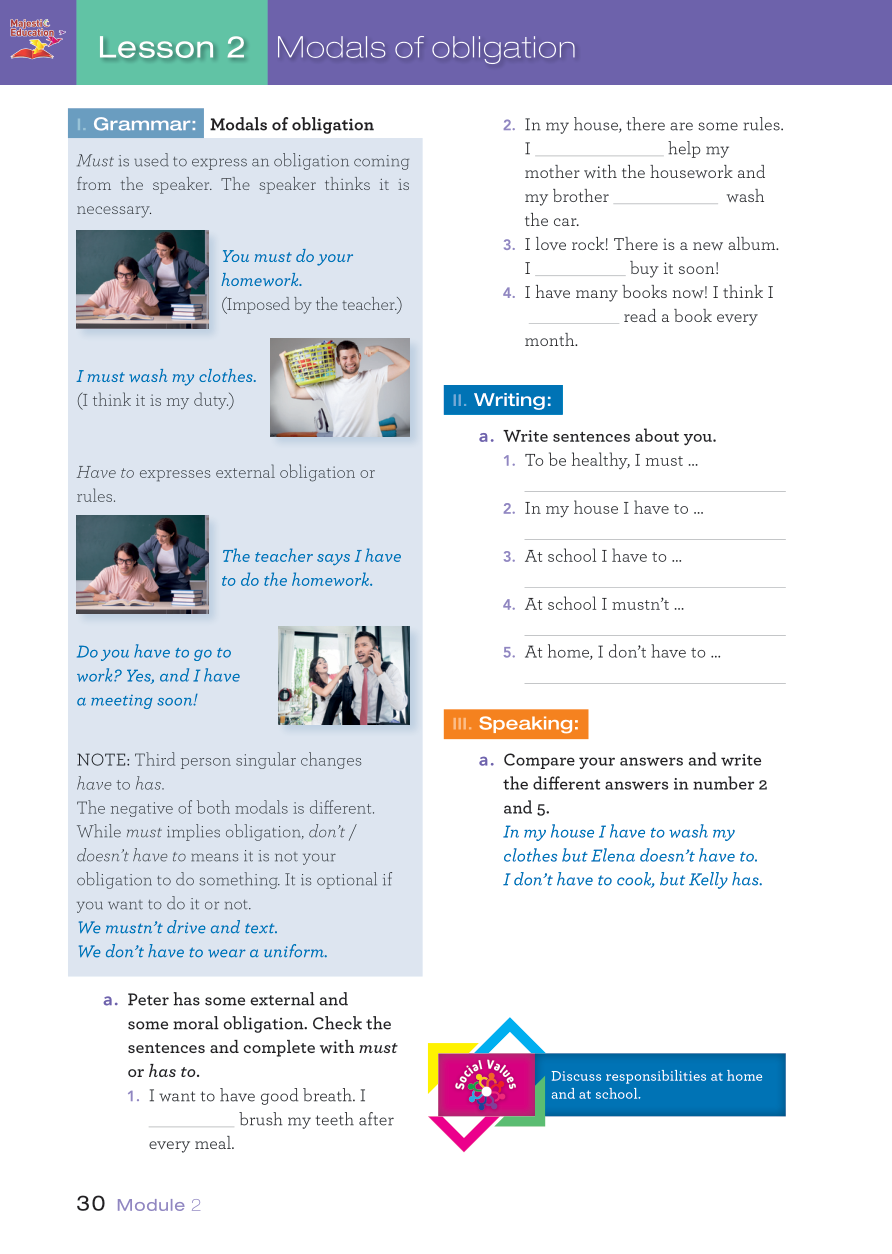 Majestic
Education
Lesson 2
Modals of obligation
I. Grammar: Modals of obligation
Must is used to express an obligation coming
from the speaker. The speaker thinks it is
necessary.
You must do your
homework.
(Imposed by the teacher.)
I must wash my clothes.
(I think it is my duty.)
Have to expresses external obligation or
rules.
The teacher says I have
to do the homework.
Do you have to go to
work? Yes, and I have
a meeting soon!
NOTE: Third person singular changes
have to has.
The negative of both modals is different.
While must implies obligation, don't /
doesn't have to means it is not your
obligation to do something. It is optional if
you want to do it or not.
We mustn't drive and text.
We don't have to wear a uniform.
a. Peter has some external and
some moral obligation. Check the
sentences and complete with must
or has to.
1. I want to have good breath. I
____________ brush my teeth after
every meal.
2. In my house, there are some rules.
I __________________ help my
mother with the housework and
my brother _______________ wash
the car.
3. I love rock! There is a new album.
I _____________ buy it soon!
4. I have many books now! I think I
_____________ read a book every
month.
II. Writing:
a. Write sentences about you.
1. To be healthy, I must ...
2. In my house I have to ...
3. At school I have to ...
4. At school I mustn't ...
5. At home, I don't have to ...
III. Speaking:
a. Compare your answers and write
the different answers in number 2
and 5.
In my house I have to wash my
clothes but Elena doesn't have to.
I don't have to cook, but Kelly has.
Social Values
Discuss responsibilities at home
and at school.
30 Module 2